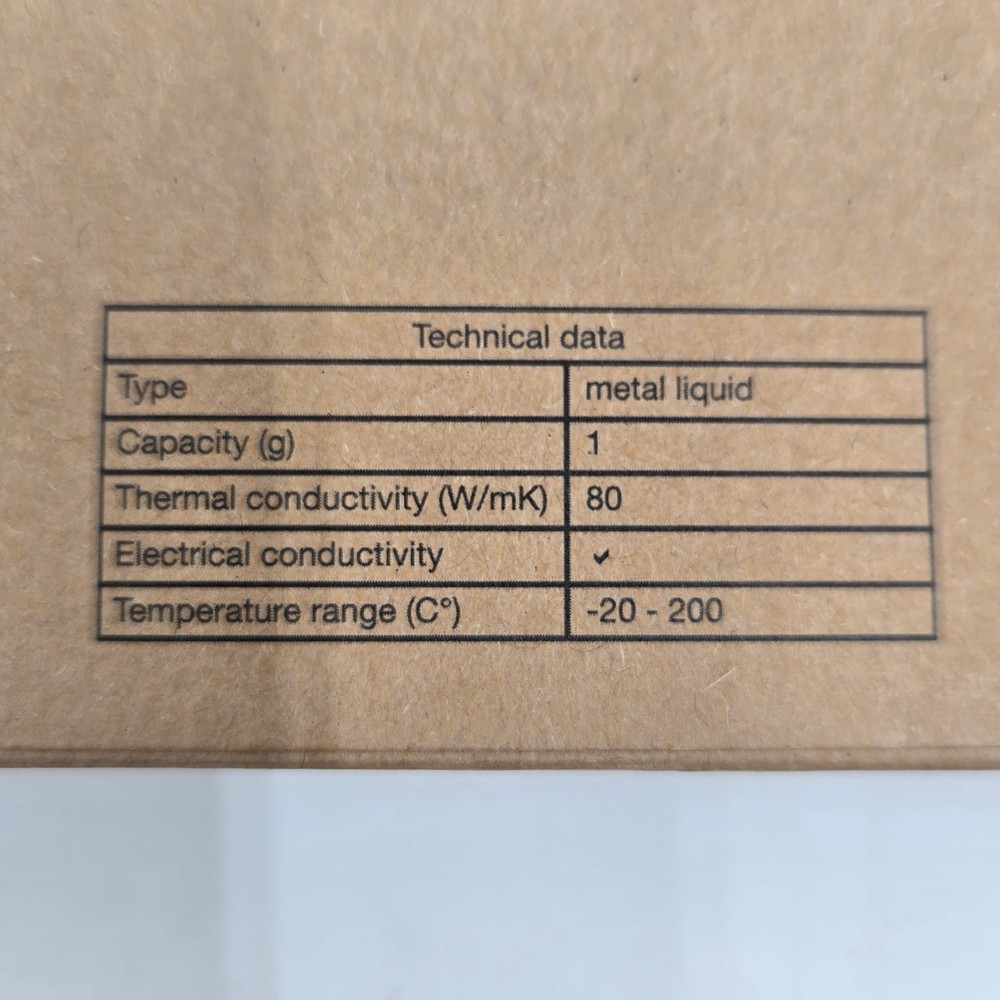 Technical data
Type metal liquid
Capacity (g) 1
Thermal conductivity (W/mK) 80
Electrical conductivity ✓
Temperature range (C°) -20 - 200